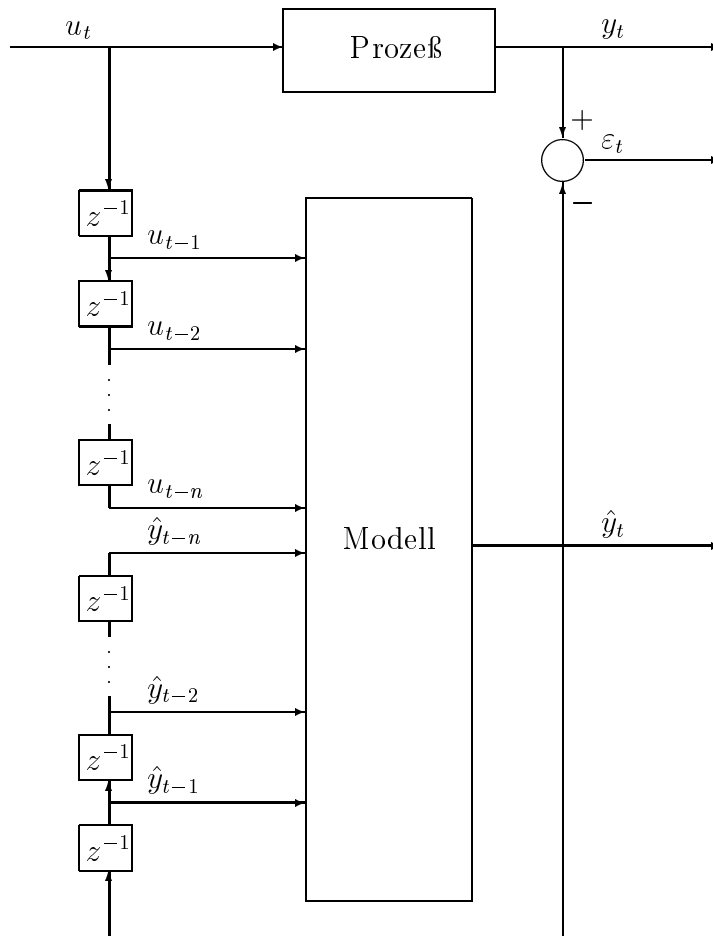 u_t
Prozeß
y_t
+
ε_t
−
z^{-1}
u_{t-1}
z^{-1}
u_{t-2}
z^{-1}
u_{t-n}
ŷ_{t-n}
Modell
ŷ_t
z^{-1}
ŷ_{t-2}
z^{-1}
ŷ_{t-1}
z^{-1}